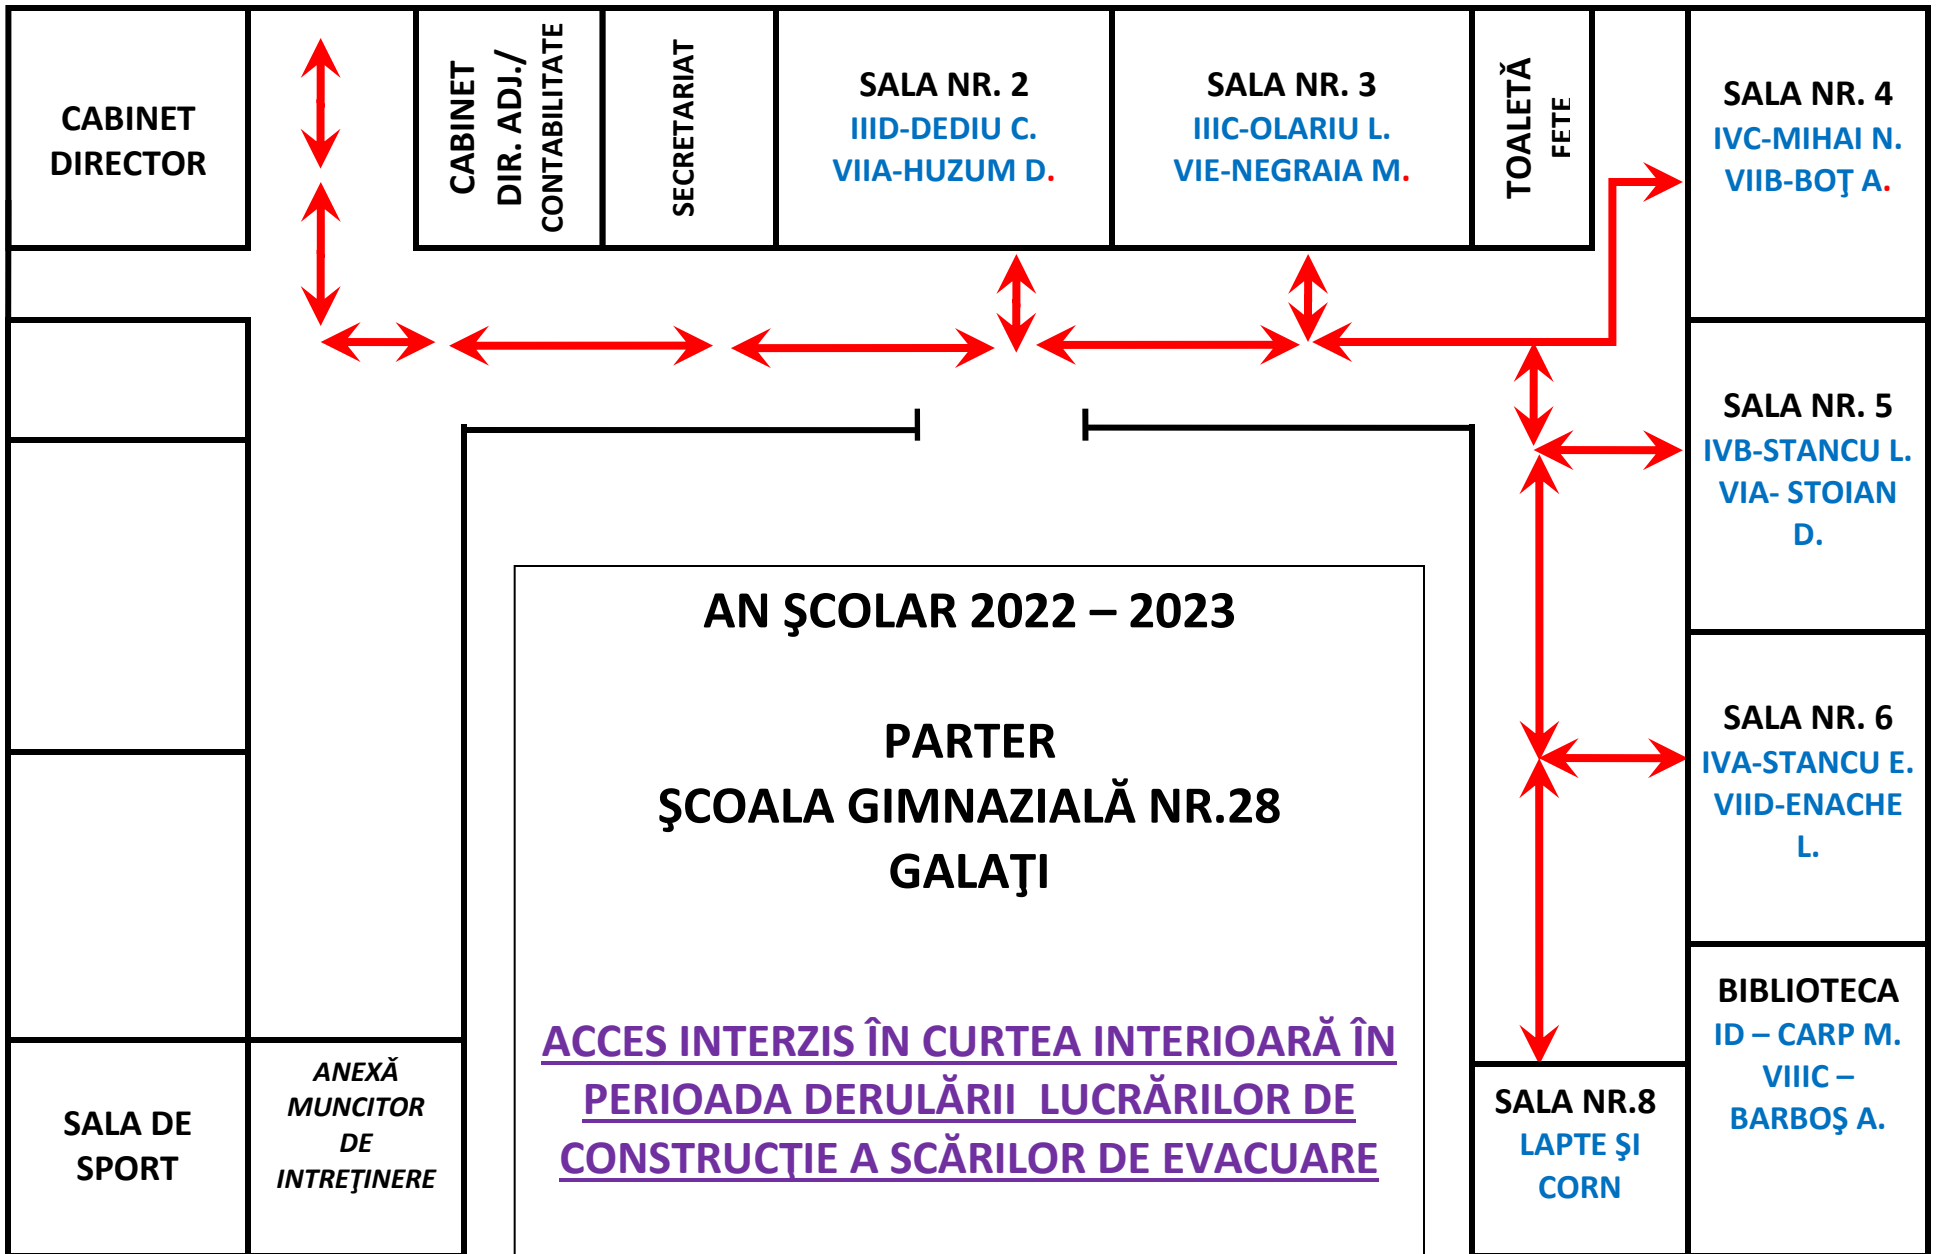 CABINET
DIRECTOR
CABINET
DIR. ADJ./
CONTABILITATE
SECRETARIAT
SALA NR. 2
IIID-DEDIU C.
VIIA-HUZUM D.
SALA NR. 3
IIIC-OLARIU L.
VIE-NEGRAIA M.
TOALETĂ
FETE
SALA NR. 4
IVC-MIHAI N.
VIIB-BOŢ A.
SALA NR. 5
IVB-STANCU L.
VIA- STOIAN
D.
SALA NR. 6
IVA-STANCU E.
VIID-ENACHE
L.
BIBLIOTECA
ID – CARP M.
VIIIC –
BARBOŞ A.
AN ŞCOLAR 2022 – 2023
PARTER
ŞCOALA GIMNAZIALĂ NR.28
GALAŢI
ACCES INTERZIS ÎN CURTEA INTERIOARĂ ÎN
PERIOADA DERULĂRII LUCRĂRILOR DE
CONSTRUCŢIE A SCĂRILOR DE EVACUARE
SALA DE
SPORT
ANEXĂ
MUNCITOR
DE
INTREŢINERE
SALA NR.8
LAPTE ŞI
CORN